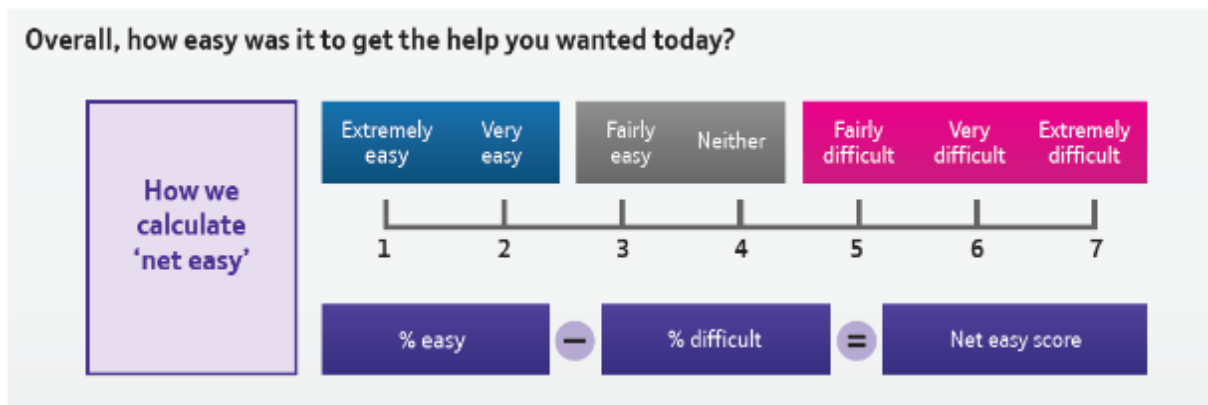 Overall, how easy was it to get the help you wanted today?
How we
calculate
‘net easy’
Extremely
easy
Very
easy
Fairly
easy
Neither
Fairly
difficult
Very
difficult
Extremely
difficult
1 2 3 4 5 6 7
% easy − % difficult = Net easy score